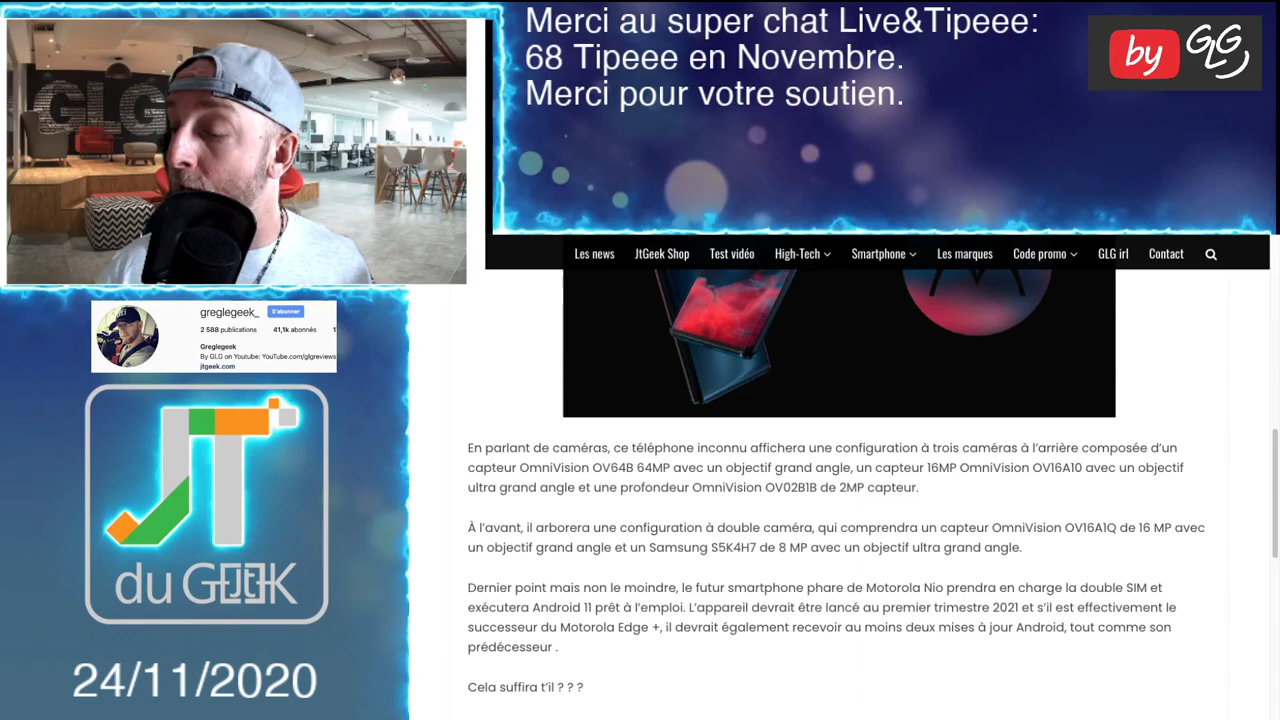 Merci au super chat Live&Tipeee:
68 Tipeee en Novembre.
Merci pour votre soutien.
by GLG
GLG
Les news JtGeek Shop Test vidéo High-Tech Smartphone Les marques Code promo GLG irl Contact
greglegeek_ S'abonner
2 588 publications 41,1k abonnés 1
Greglegeek
By GLG on Youtube: YouTube.com/glgreviews
jtgeek.com
JT
du GEEK
24/11/2020
En parlant de caméras, ce téléphone inconnu affichera une configuration à trois caméras à l'arrière composée d'un
capteur OmniVision OV64B 64MP avec un objectif grand angle, un capteur 16MP OmniVision OV16A10 avec un objectif
ultra grand angle et une profondeur OmniVision OV02B1B de 2MP capteur.
À l'avant, il arborera une configuration à double caméra, qui comprendra un capteur OmniVision OV16A1Q de 16 MP avec
un objectif grand angle et un Samsung S5K4H7 de 8 MP avec un objectif ultra grand angle.
Dernier point mais non le moindre, le futur smartphone phare de Motorola Nio prendra en charge la double SIM et
exécutera Android 11 prêt à l'emploi. L'appareil devrait être lancé au premier trimestre 2021 et s'il est effectivement le
successeur du Motorola Edge +, il devrait également recevoir au moins deux mises à jour Android, tout comme son
prédécesseur .
Cela suffira t'il ? ? ?